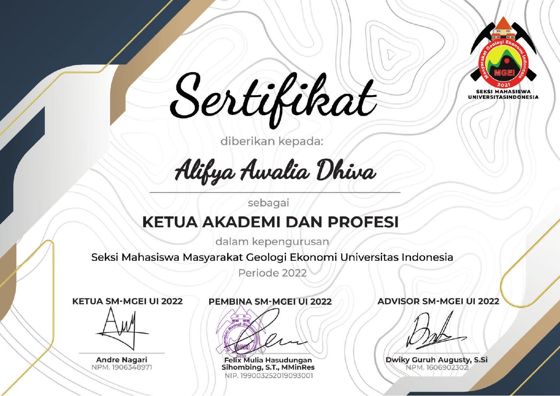 MGEI
2021
SEKSI MAHASISWA
UNIVERSITASINDONESIA
Sertifikat
diberikan kepada:
Alifya Awalia Dhiva
sebagai
KETUA AKADEMI DAN PROFESI
dalam kepengurusan
Seksi Mahasiswa Masyarakat Geologi Ekonomi Universitas Indonesia
Periode 2022
KETUA SM-MGEI UI 2022
PEMBINA SM-MGEI UI 2022
ADVISOR SM-MGEI UI 2022
Andre Nagari
NPM. 1906348971
Felix Mulia Hasudungan
Sihombing, S.T., MMinRes
NIP. 199003252019093001
Dwiky Guruh Augusty, S.Si
NPM. 1606902302